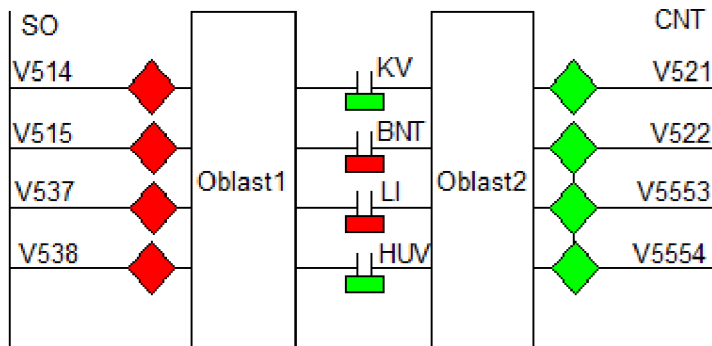 SO
CNT
V514
KV
V521
V515
BNT
V522
Oblast1
Oblast2
V537
LI
V5553
V538
HUV
V5554